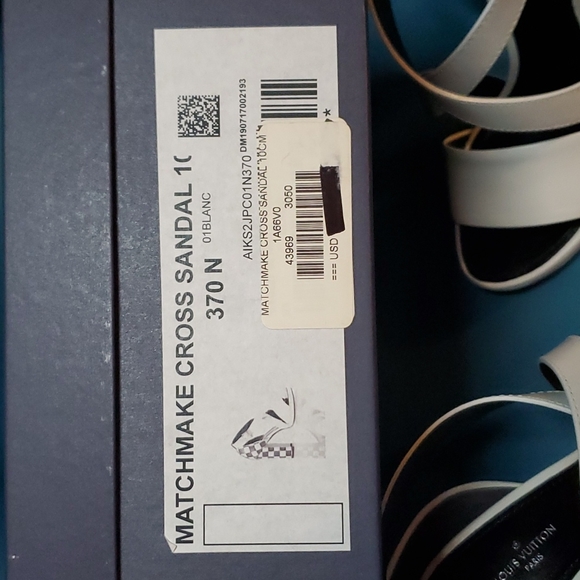 MATCHMAKE CROSS SANDAL 10
370 N
01BLANC
AIKS2JPC01N370
DM190717002193
MATCHMAKE CROSS SANDAL 10CM
1A66V0
43969 3050
=== USD
LOUIS VUITTON
PARIS